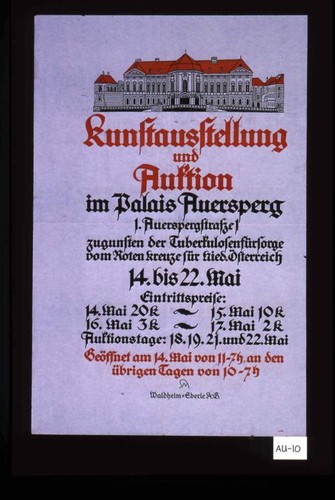 Kunstausstellung
und
Auktion
im Palais Auersperg
1. Auerspergstraße 1
zugunsten der Tuberkulosenfürsorge
vom Roten Kreuze für Nied. Österreich
14. bis 22. Mai
Eintrittspreise:
14. Mai 20 K ~ 15. Mai 10 K
16. Mai 3 K ~ 17. Mai 2 K
Auktionstage: 18. 19. 21. und 22. Mai
Geöffnet am 14. Mai von 11-7h, an den
übrigen Tagen von 10-7h
Waldheim-Eberle A.G.
AU-10